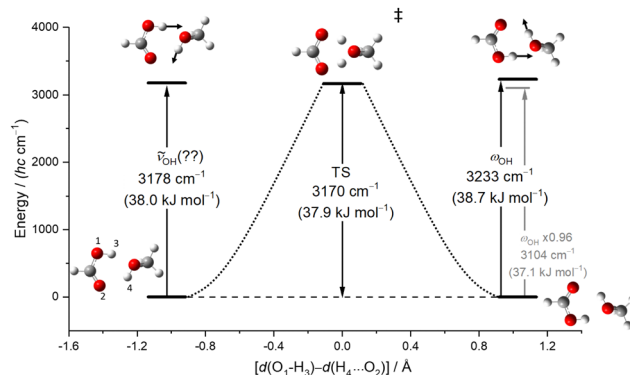 ‡
4000
3000
2000
1000
0
Energy / (hc cm⁻¹)
ν̃OH(??)
3178 cm⁻¹
(38.0 kJ mol⁻¹)
TS
3170 cm⁻¹
(37.9 kJ mol⁻¹)
ωOH
3233 cm⁻¹
(38.7 kJ mol⁻¹)
ωOH x0.96
3104 cm⁻¹
(37.1 kJ mol⁻¹)
1 3
2 4
-1.6 -1.2 -0.8 -0.4 0.0 0.4 0.8 1.2
[d(O₁-H₃)–d(H₄...O₂)] / Å